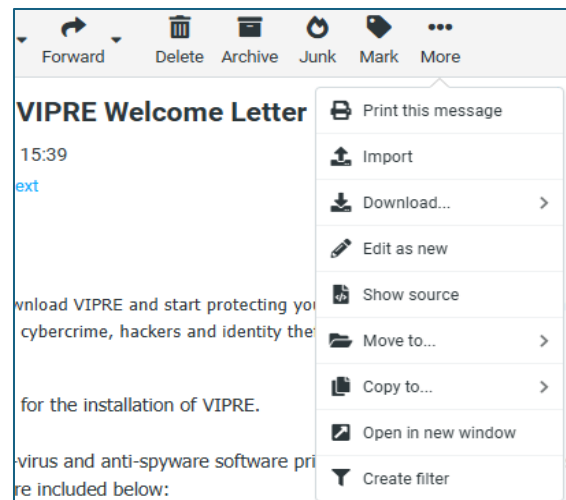 Forward Delete Archive Junk Mark More
VIPRE Welcome Letter
15:39
ext
wnload VIPRE and start protecting you
cybercrime, hackers and identity thef
for the installation of VIPRE.
-virus and anti-spyware software pri
re included below:
Print this message
Import
Download...
Edit as new
Show source
Move to...
Copy to...
Open in new window
Create filter